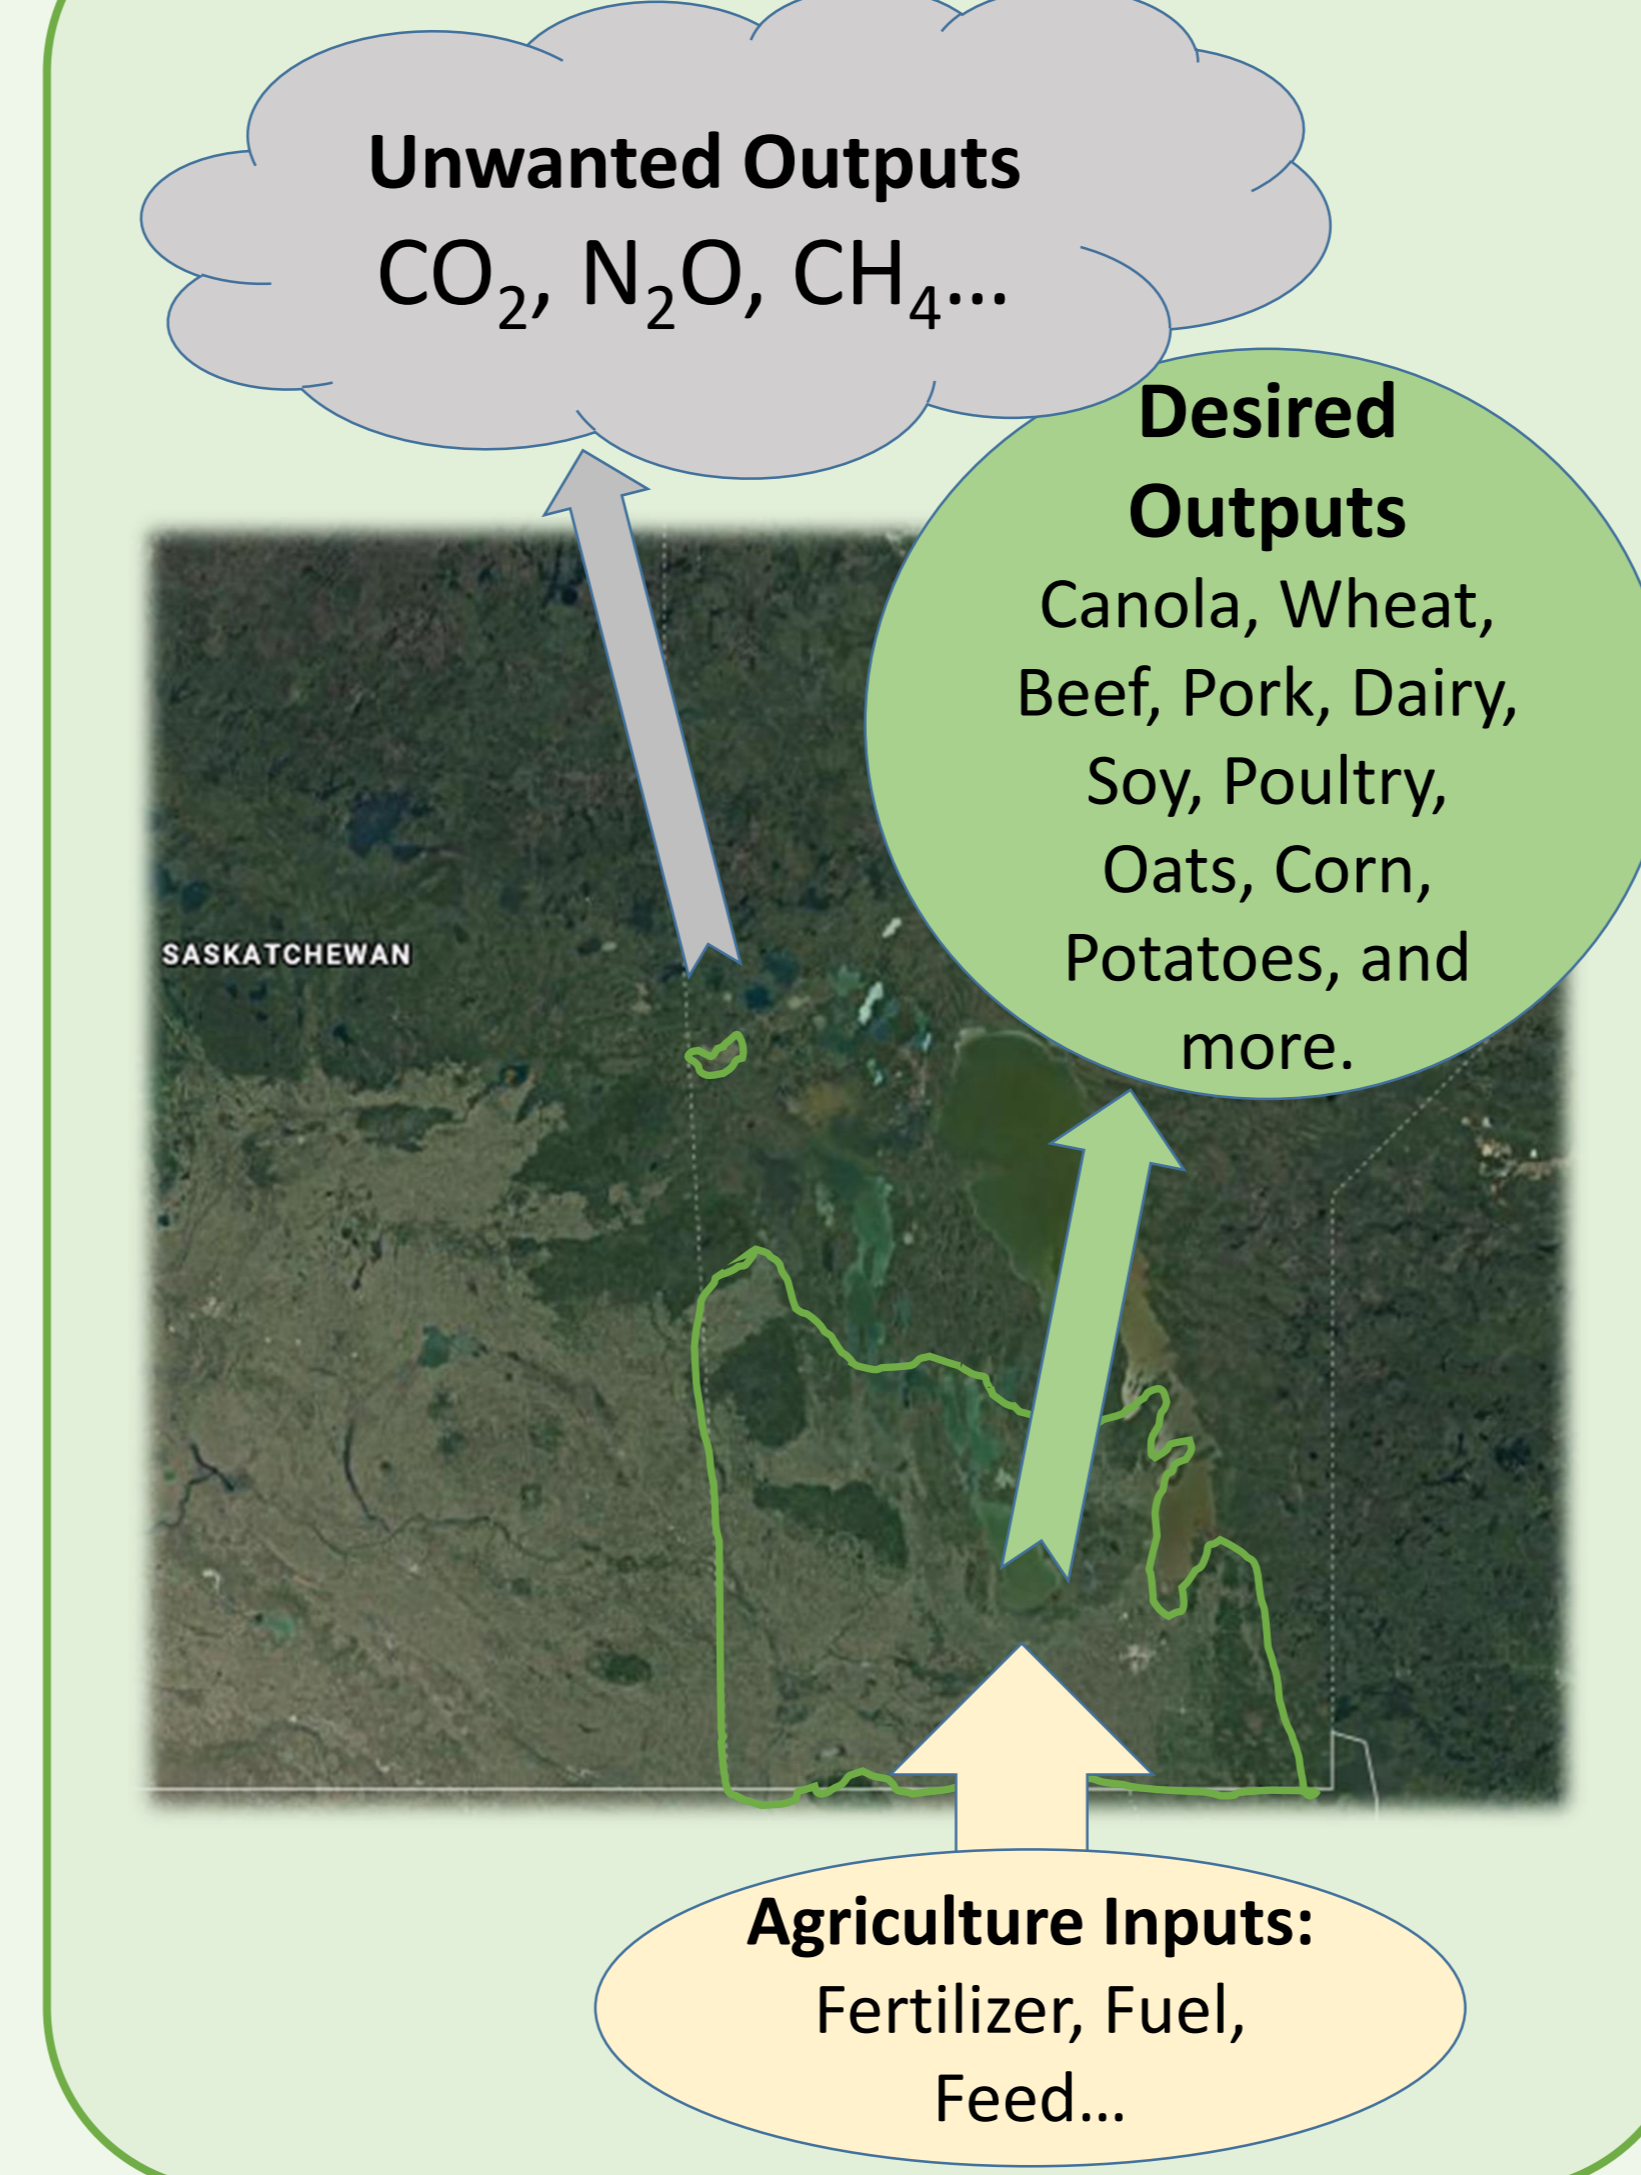 Unwanted Outputs
CO₂, N₂O, CH₄...
Desired
Outputs
Canola, Wheat,
Beef, Pork, Dairy,
Soy, Poultry,
Oats, Corn,
Potatoes, and
more.
SASKATCHEWAN
Agriculture Inputs:
Fertilizer, Fuel,
Feed...